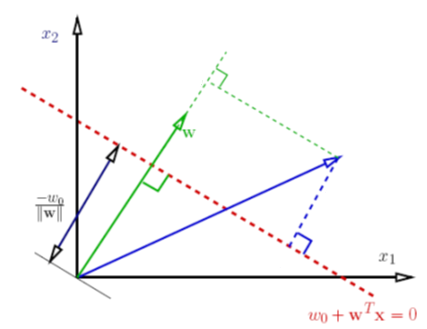 x₂
w
−w₀
‖w‖
x₁
w₀ + wᵀx = 0